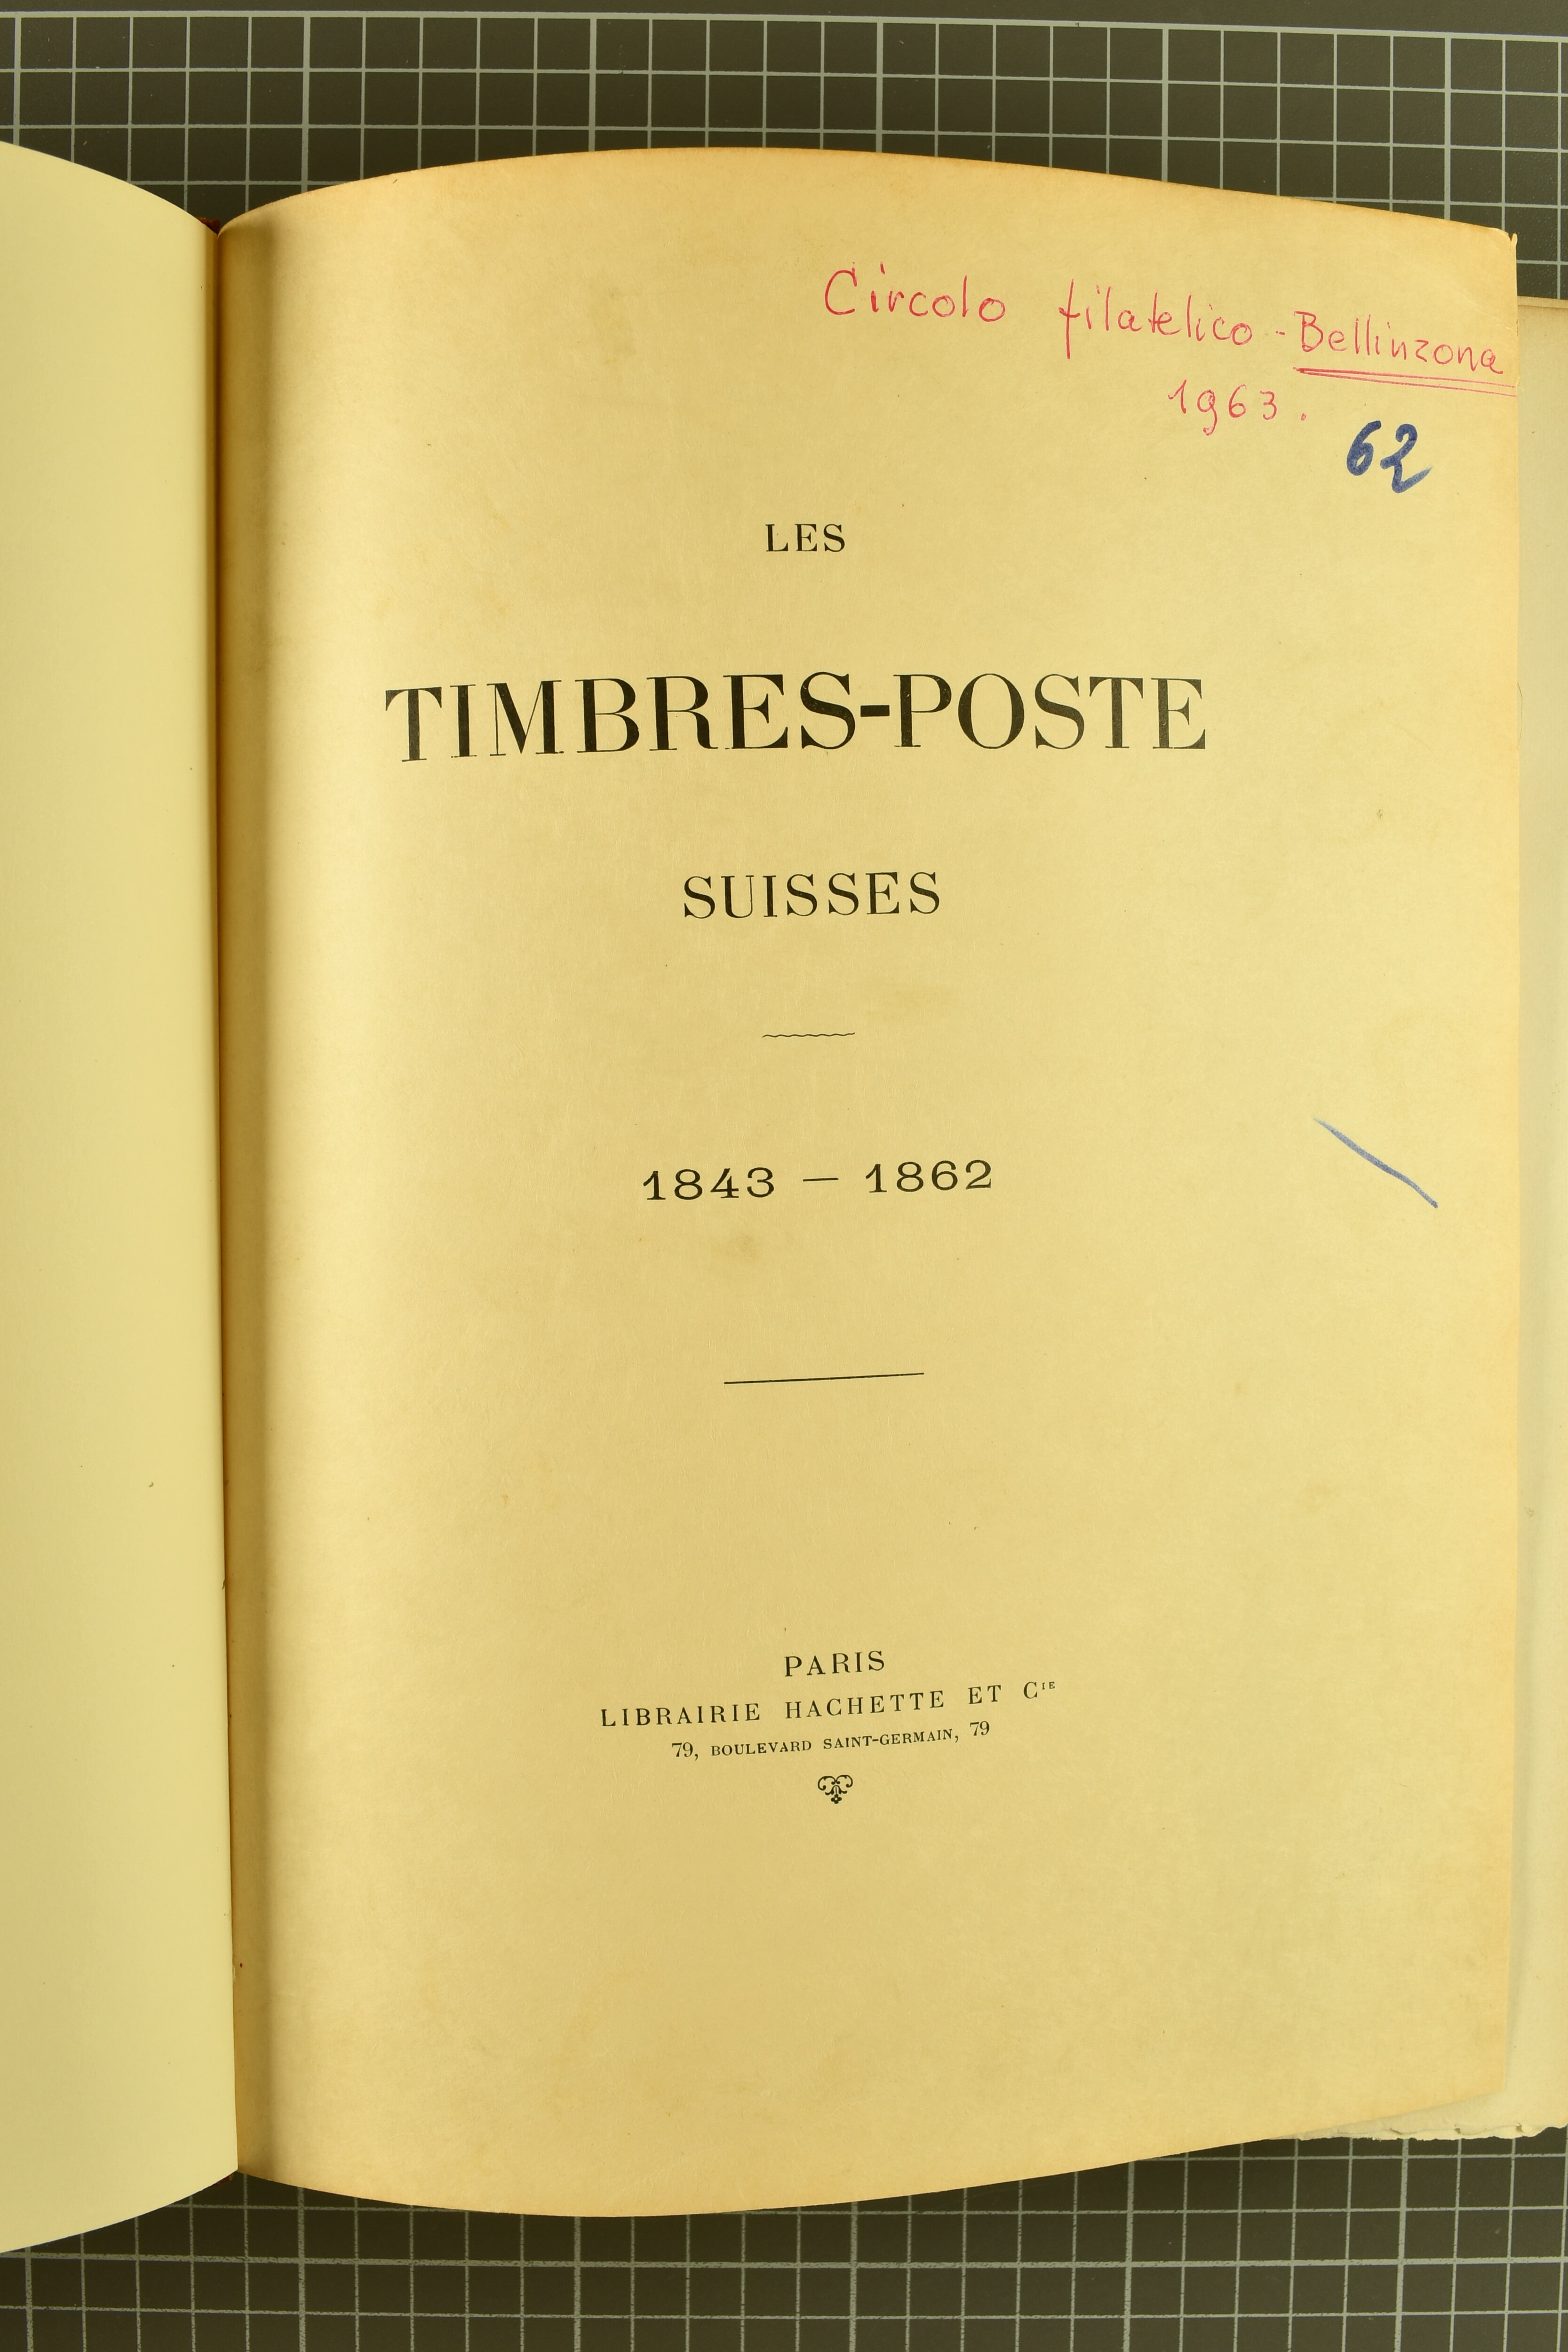 Circolo filatelico - Bellinzona
1963.
62
LES
TIMBRES-POSTE
SUISSES
1843 — 1862
PARIS
LIBRAIRIE HACHETTE ET CIE
79, BOULEVARD SAINT-GERMAIN, 79